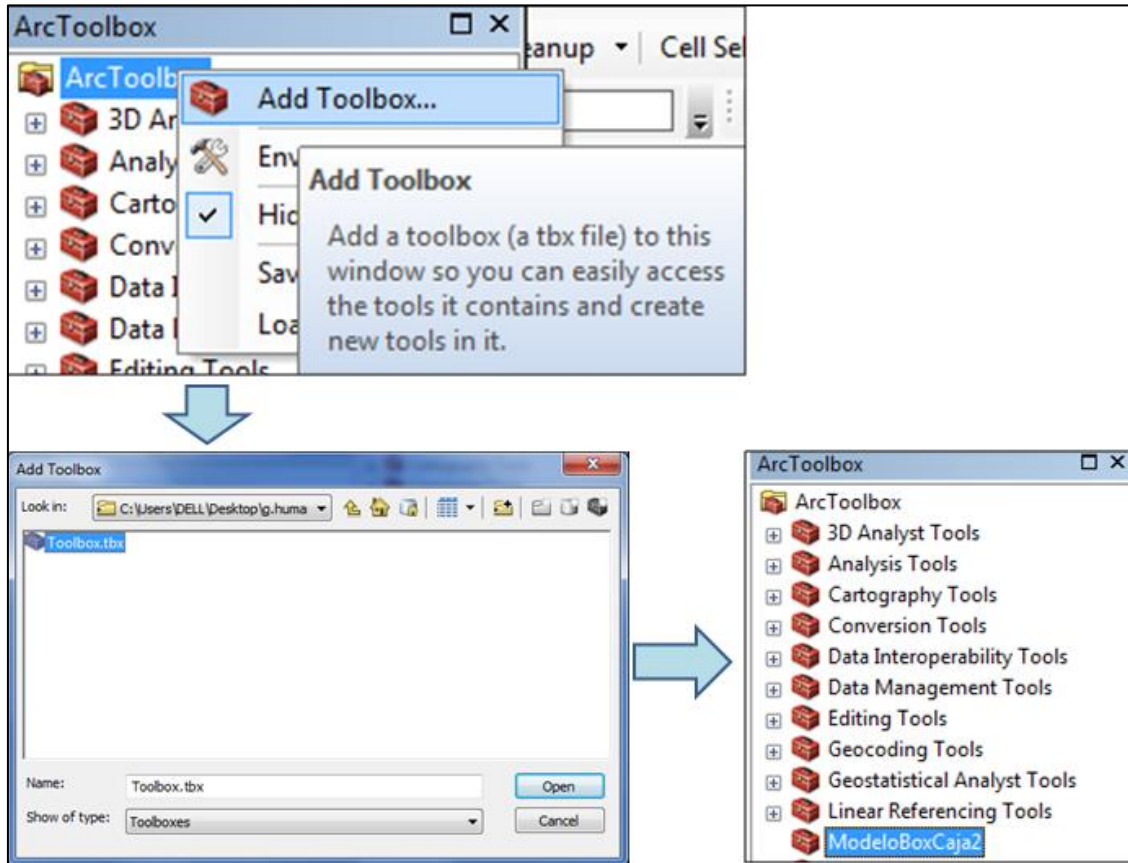 ArcToolbox
eanup
Cell Sel
ArcToolb
Add Toolbox...
3D An
Analy
Env
Carto
Hid
Conv
Data I
Sav
Data
Loa
Editing Tools
Add Toolbox
Add a toolbox (a tbx file) to this
window so you can easily access
the tools it contains and create
new tools in it.
Add Toolbox
Look in: C:\Users\DELL\Desktop\g.huma
Toolbox.tbx
Name: Toolbox.tbx
Open
Show of type: Toolboxes
Cancel
ArcToolbox
ArcToolbox
3D Analyst Tools
Analysis Tools
Cartography Tools
Conversion Tools
Data Interoperability Tools
Data Management Tools
Editing Tools
Geocoding Tools
Geostatistical Analyst Tools
Linear Referencing Tools
ModeloBoxCaja2